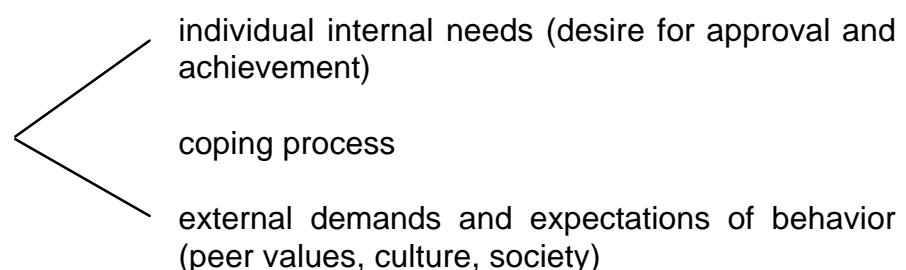 individual internal needs (desire for approval and
achievement)
coping process
external demands and expectations of behavior
(peer values, culture, society)